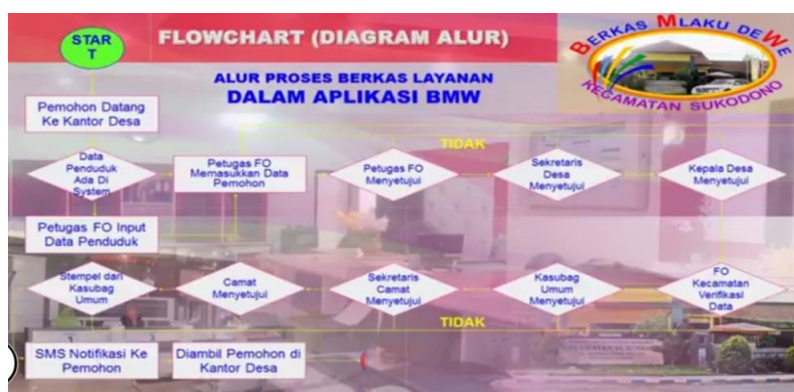 STAR
T
FLOWCHART (DIAGRAM ALUR)
BERKAS MLAKU DEWE
KECAMATAN SUKODONO
ALUR PROSES BERKAS LAYANAN
DALAM APLIKASI BMW
Pemohon Datang
Ke Kantor Desa
TIDAK
Data
Penduduk
Ada Di
System
Petugas FO
Memasukkan Data
Pemohon
Petugas FO
Menyetujui
Sekretaris
Desa
Menyetujui
Kepala Desa
Menyetujui
Petugas FO Input
Data Penduduk
Stempel dari
Kasubag
Umum
Camat
Menyetujui
Sekretaris
Camat
Menyetujui
Kasubag
Umum
Menyetujui
FO
Kecamatan
Verifikasi
Data
TIDAK
SMS Notifikasi Ke
Pemohon
Diambil Pemohon di
Kantor Desa